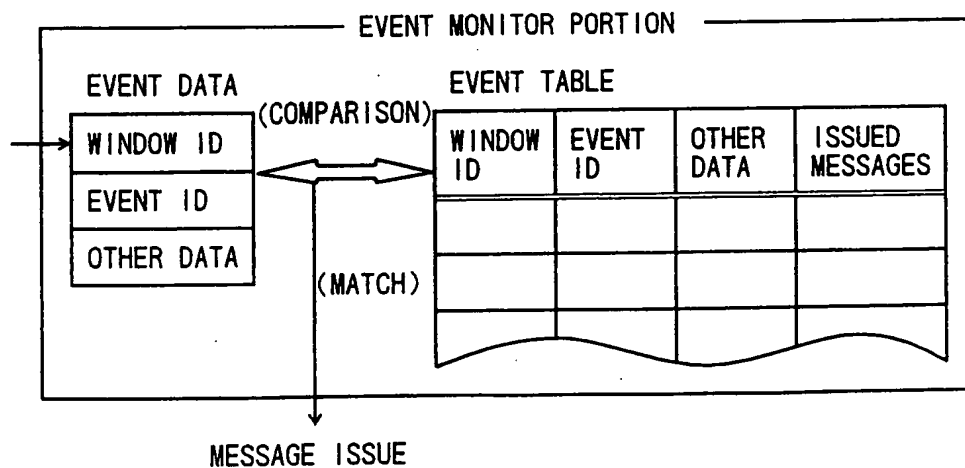 EVENT MONITOR PORTION
EVENT DATA
EVENT TABLE
(COMPARISON)
WINDOW ID
EVENT ID
OTHER DATA
WINDOW
ID
EVENT
ID
OTHER
DATA
ISSUED
MESSAGES
(MATCH)
MESSAGE ISSUE